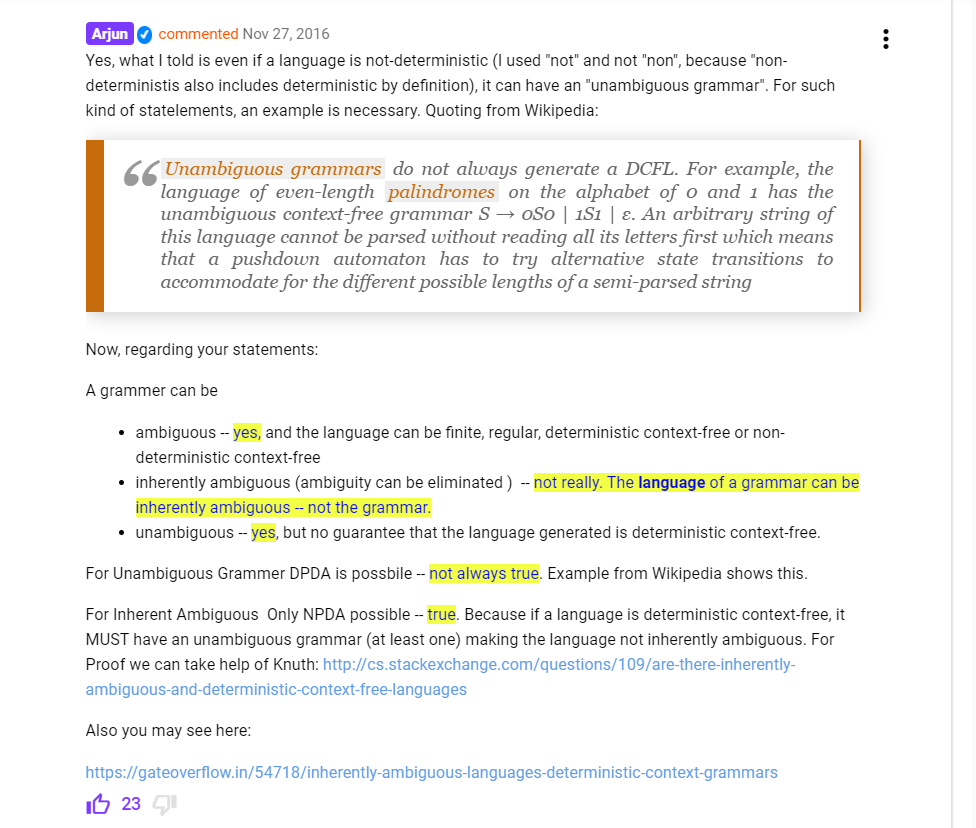 Arjun commented Nov 27, 2016
Yes, what I told is even if a language is not-deterministic (I used "not" and not "non", because "non-
deterministis also includes deterministic by definition), it can have an "unambiguous grammar". For such
kind of statelements, an example is necessary. Quoting from Wikipedia:
“ Unambiguous grammars do not always generate a DCFL. For example, the
language of even-length palindromes on the alphabet of 0 and 1 has the
unambiguous context-free grammar S → 0S0 | 1S1 | ε. An arbitrary string of
this language cannot be parsed without reading all its letters first which means
that a pushdown automaton has to try alternative state transitions to
accommodate for the different possible lengths of a semi-parsed string
Now, regarding your statements:
A grammer can be
• ambiguous -- yes, and the language can be finite, regular, deterministic context-free or non-
deterministic context-free
• inherently ambiguous (ambiguity can be eliminated ) -- not really. The language of a grammar can be
inherently ambiguous -- not the grammar.
• unambiguous -- yes, but no guarantee that the language generated is deterministic context-free.
For Unambiguous Grammer DPDA is possbile -- not always true. Example from Wikipedia shows this.
For Inherent Ambiguous Only NPDA possible -- true. Because if a language is deterministic context-free, it
MUST have an unambiguous grammar (at least one) making the language not inherently ambiguous. For
Proof we can take help of Knuth: http://cs.stackexchange.com/questions/109/are-there-inherently-
ambiguous-and-deterministic-context-free-languages
Also you may see here:
https://gateoverflow.in/54718/inherently-ambiguous-languages-deterministic-context-grammars
23